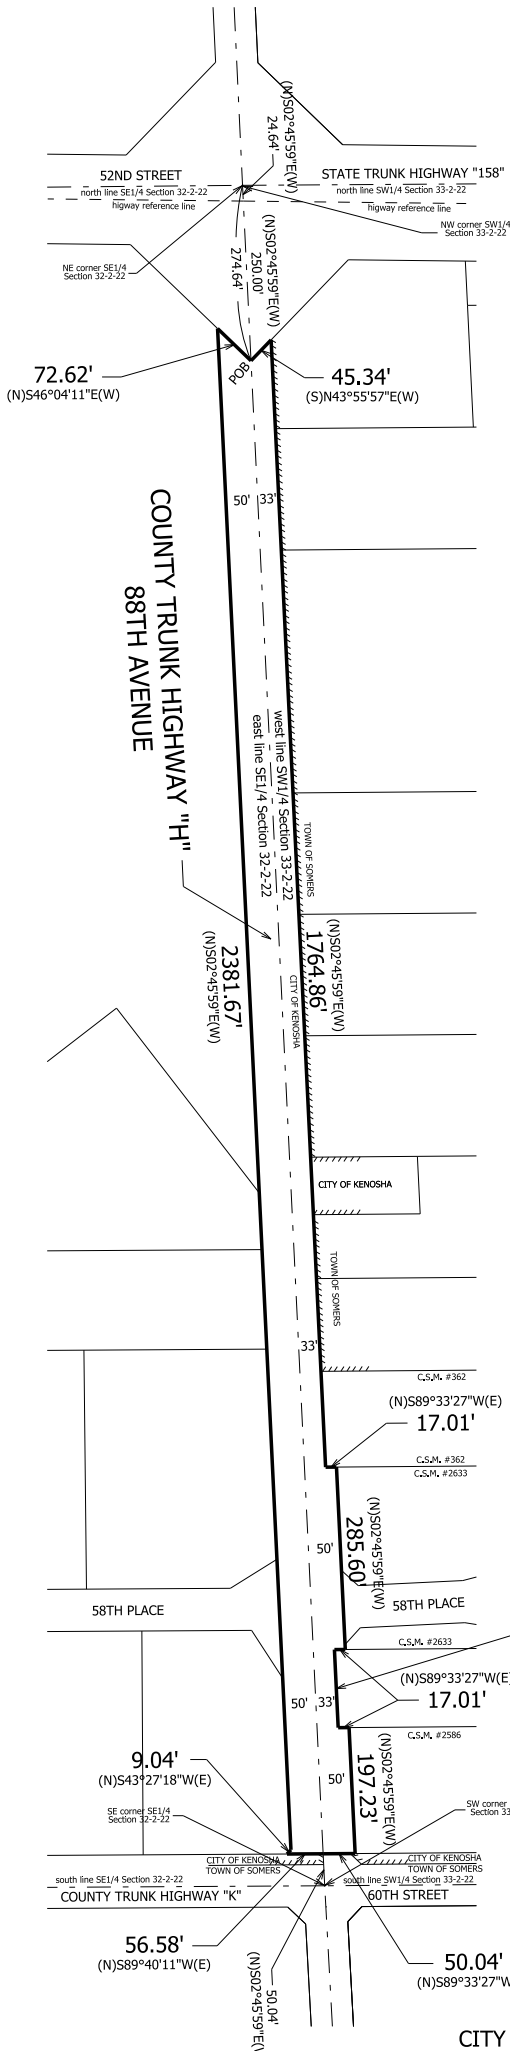 (N)S02°45'59"E(W)
24.64'
52ND STREET
STATE TRUNK HIGHWAY "158"
north line SE1/4 Section 32-2-22
north line SW1/4 Section 33-2-22
higway reference line
higway reference line
NW corner SW1/4
Section 33-2-22
NE corner SE1/4
Section 32-2-22
(N)S02°45'59"E(W)
250.00'
274.64'
72.62'
(N)S46°04'11"E(W)
POB
45.34'
(S)N43°55'57"E(W)
50'
33'
COUNTY TRUNK HIGHWAY "H"
88TH AVENUE
west line SW1/4 Section 33-2-22
east line SE1/4 Section 32-2-22
TOWN OF SOMERS
(N)S02°45'59"E(W)
1764.86'
2381.67'
(N)S02°45'59"E(W)
CITY OF KENOSHA
CITY OF KENOSHA
TOWN OF SOMERS
33'
C.S.M. #362
(N)S89°33'27"W(E)
17.01'
C.S.M. #362
C.S.M. #2633
(N)S02°45'59"E(W)
285.60'
50'
58TH PLACE
58TH PLACE
C.S.M. #2633
(N)S89°33'27"W(E)
17.01'
50'
33'
C.S.M. #2586
9.04'
(N)S43°27'18"W(E)
50'
(N)S02°45'59"E(W)
197.23'
SE corner SE1/4
Section 32-2-22
SW corner
Section 33
CITY OF KENOSHA
TOWN OF SOMERS
CITY OF KENOSHA
TOWN OF SOMERS
south line SE1/4 Section 32-2-22
south line SW1/4 Section 33-2-22
COUNTY TRUNK HIGHWAY "K"
60TH STREET
56.58'
(N)S89°40'11"W(E)
50.04'
(N)S02°45'59"E(W)
50.04'
(N)S89°33'27"W
CITY